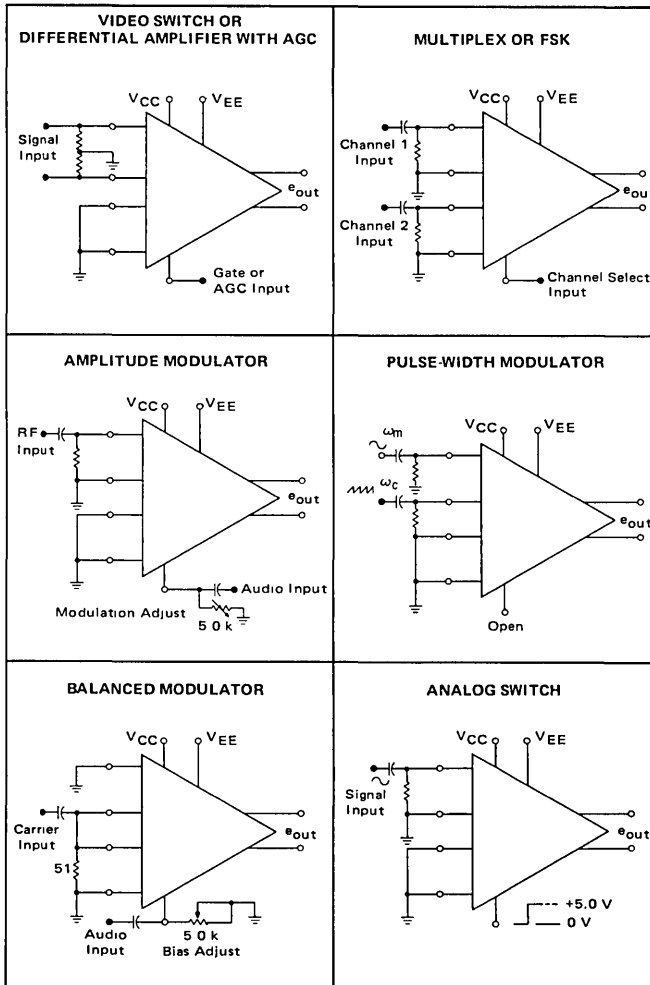 VIDEO SWITCH OR
DIFFERENTIAL AMPLIFIER WITH AGC
VCC
VEE
Signal
Input
eout
Gate or
AGC Input
MULTIPLEX OR FSK
VCC
VEE
Channel 1
Input
Channel 2
Input
eout
Channel Select
Input
AMPLITUDE MODULATOR
VCC
VEE
RF
Input
eout
Audio Input
Modulation Adjust
5 0 k
PULSE-WIDTH MODULATOR
VCC
VEE
ωm
ωc
eout
Open
BALANCED MODULATOR
VCC
VEE
Carrier
Input
51
eout
Audio
Input
5 0 k
Bias Adjust
ANALOG SWITCH
VCC
VEE
Signal
Input
eout
+5.0 V
0 V